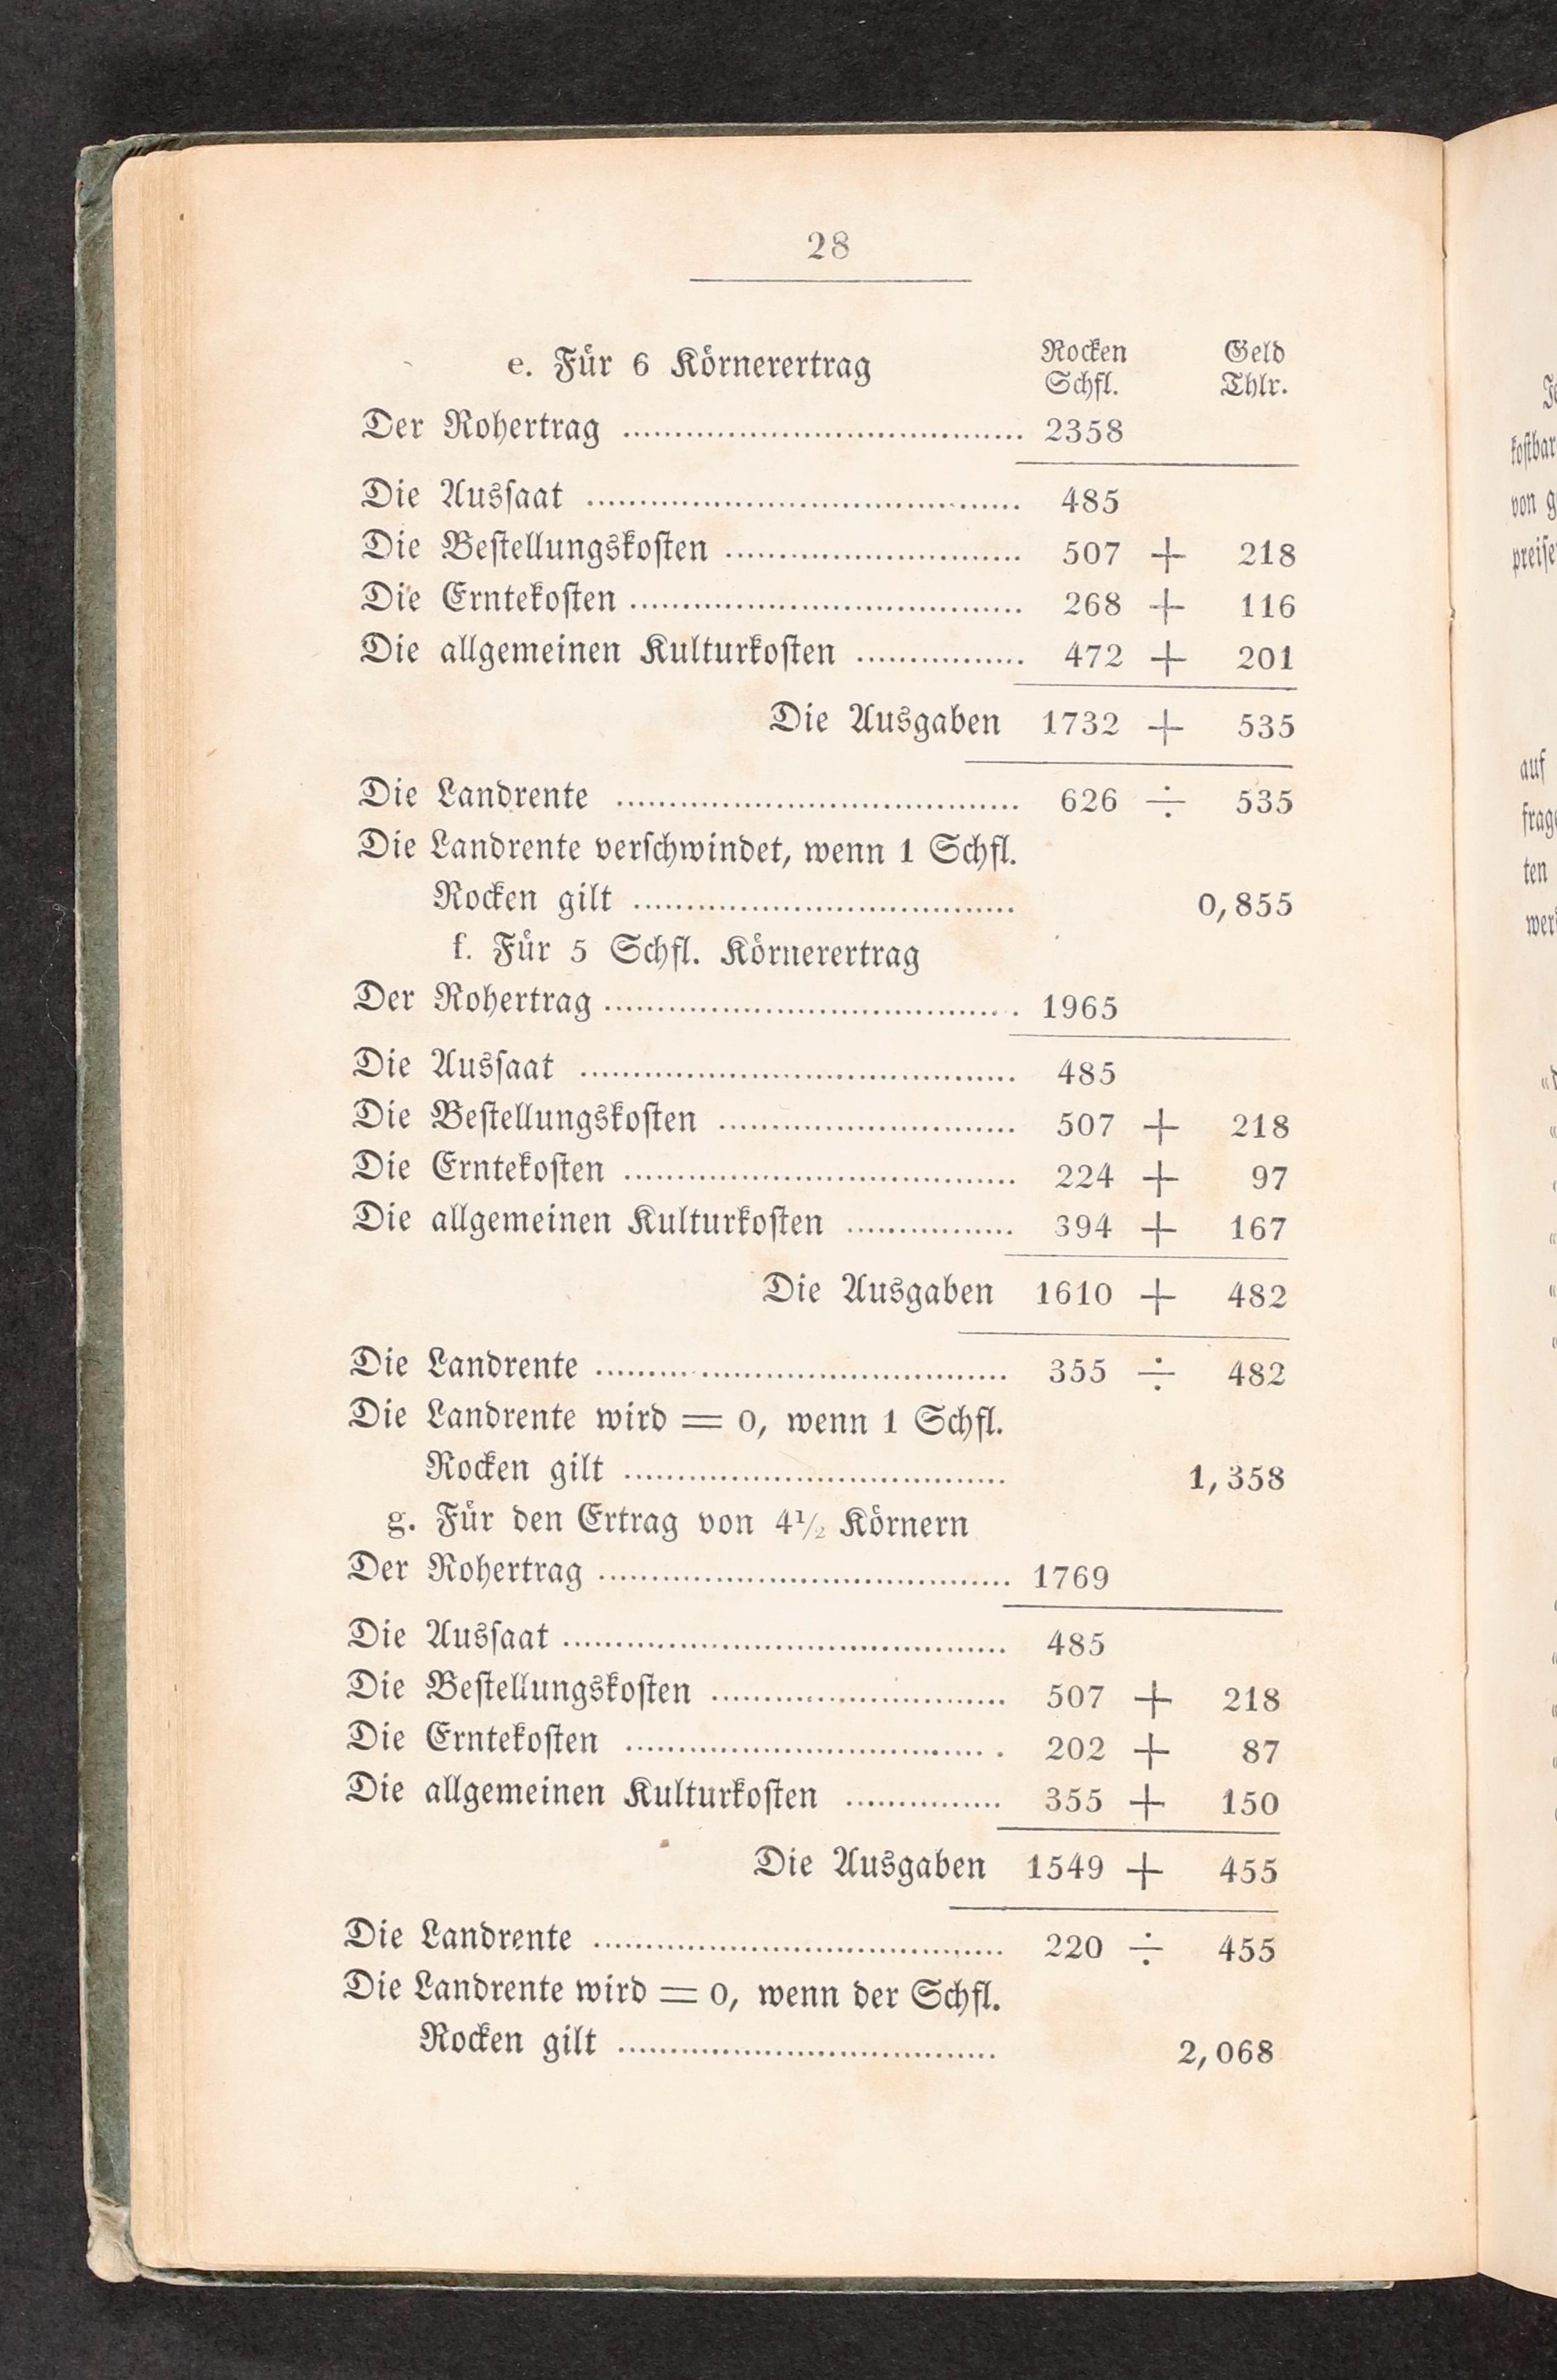 28
e. Für 6 Körnerertrag Rocken Schfl. Geld Thlr.
Der Rohertrag ........ 2358
Die Ausſaat ........ 485
Die Beſtellungskoſten ........ 507 + 218
Die Erntekoſten ........ 268 + 116
Die allgemeinen Kulturkoſten ........ 472 + 201
Die Ausgaben 1732 + 535
Die Landrente ........ 626 ÷ 535
Die Landrente verſchwindet, wenn 1 Schfl.
Rocken gilt ........ 0,855
f. Für 5 Schfl. Körnerertrag
Der Rohertrag ........ 1965
Die Ausſaat ........ 485
Die Beſtellungskoſten ........ 507 + 218
Die Erntekoſten ........ 224 + 97
Die allgemeinen Kulturkoſten ........ 394 + 167
Die Ausgaben 1610 + 482
Die Landrente ........ 355 ÷ 482
Die Landrente wird = 0, wenn 1 Schfl.
Rocken gilt ........ 1,358
g. Für den Ertrag von 4½ Körnern
Der Rohertrag ........ 1769
Die Ausſaat ........ 485
Die Beſtellungskoſten ........ 507 + 218
Die Erntekoſten ........ 202 + 87
Die allgemeinen Kulturkoſten ........ 355 + 150
Die Ausgaben 1549 + 455
Die Landrente ........ 220 ÷ 455
Die Landrente wird = 0, wenn der Schfl.
Rocken gilt ........ 2,068
auf
ten